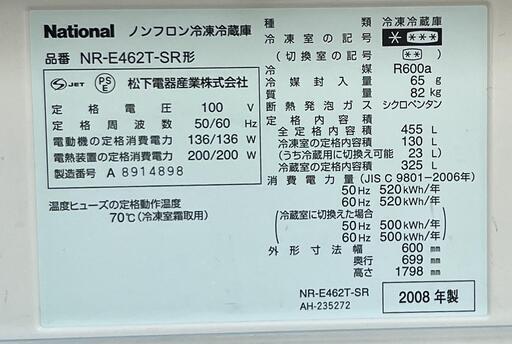 National ノンフロン冷凍冷蔵庫
品番 NR-E462T-SR形
S JET PS E 松下電器産業株式会社
定格電圧 100 V
定格周波数 50/60 Hz
電動機の定格消費電力 136/136 W
電熱装置の定格消費電力 200/200 W
製造番号 A 8914898
温度ヒューズの定格動作温度
70℃(冷凍室霜取用)
種類 冷凍冷蔵庫
冷凍室の記号 * ***
(切換室の記号) ***
冷媒 R600a
冷媒封入量 65 g
質量 82 kg
断熱発泡ガス シクロペンタン
定格内容積
全定格内容積 455 L
冷凍室の定格内容積 130 L
(うち冷蔵用に切換え可能 23 L)
冷蔵室の定格内容積 325 L
消費電力量(JIS C 9801-2006年)
50 Hz 520 kWh/年
60 Hz 520 kWh/年
(冷蔵室に切換えた場合
50 Hz 500 kWh/年
60 Hz 500 kWh/年)
外形寸法 幅 600 mm
奥行 699 mm
高さ 1798 mm
NR-E462T-SR
AH-235272
2008 年製